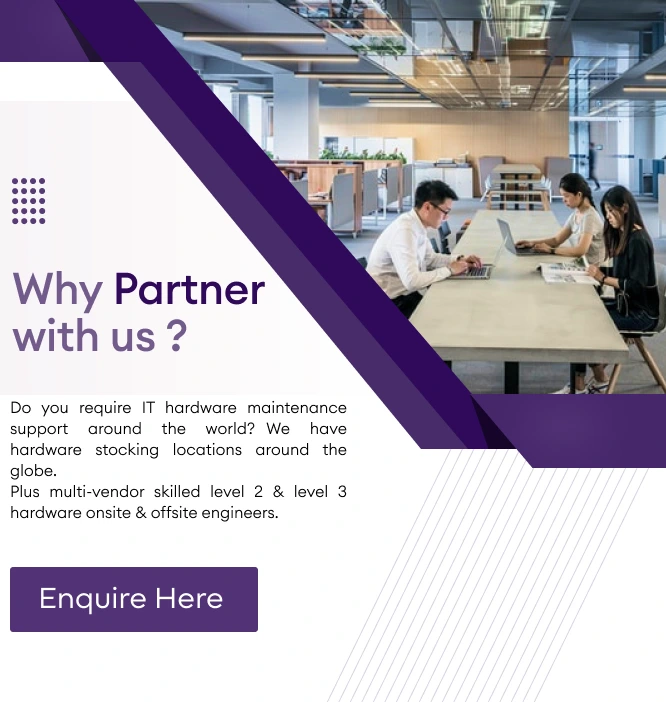 Why Partner
with us ?
Do you require IT hardware maintenance
support around the world? We have
hardware stocking locations around the
globe.
Plus multi-vendor skilled level 2 & level 3
hardware onsite & offsite engineers.
Enquire Here